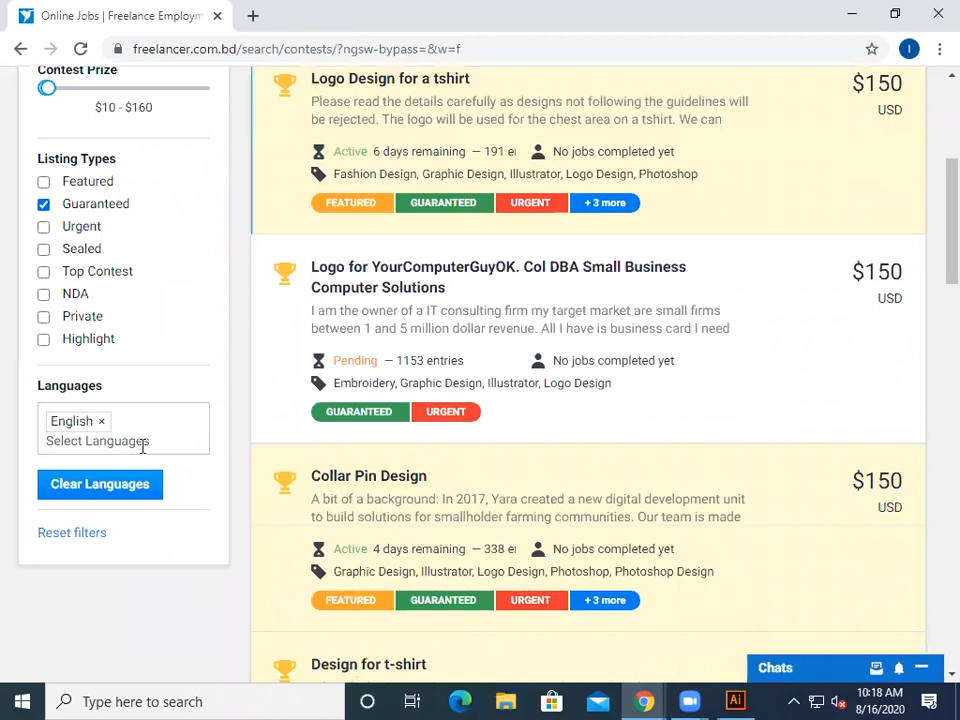 Online Jobs | Freelance Employm
freelancer.com.bd/search/contests/?ngsw-bypass=&w=f
I
Contest Prize
$10 - $160
Listing Types
Featured
Guaranteed
Urgent
Sealed
Top Contest
NDA
Private
Highlight
Languages
English ×
Select Languages
Clear Languages
Reset filters
Logo Design for a tshirt
$150
USD
Please read the details carefully as designs not following the guidelines will
be rejected. The logo will be used for the chest area on a tshirt. We can
Active 6 days remaining — 191 er No jobs completed yet
Fashion Design, Graphic Design, Illustrator, Logo Design, Photoshop
FEATURED GUARANTEED URGENT + 3 more
Logo for YourComputerGuyOK. Col DBA Small Business
Computer Solutions
$150
USD
I am the owner of a IT consulting firm my target market are small firms
between 1 and 5 million dollar revenue. All I have is business card I need
Pending — 1153 entries No jobs completed yet
Embroidery, Graphic Design, Illustrator, Logo Design
GUARANTEED URGENT
Collar Pin Design
$150
USD
A bit of a background: In 2017, Yara created a new digital development unit
to build solutions for smallholder farming communities. Our team is made
Active 4 days remaining — 338 er No jobs completed yet
Graphic Design, Illustrator, Logo Design, Photoshop, Photoshop Design
FEATURED GUARANTEED URGENT + 3 more
Design for t-shirt
Chats
Type here to search
Ai
10:18 AM
8/16/2020